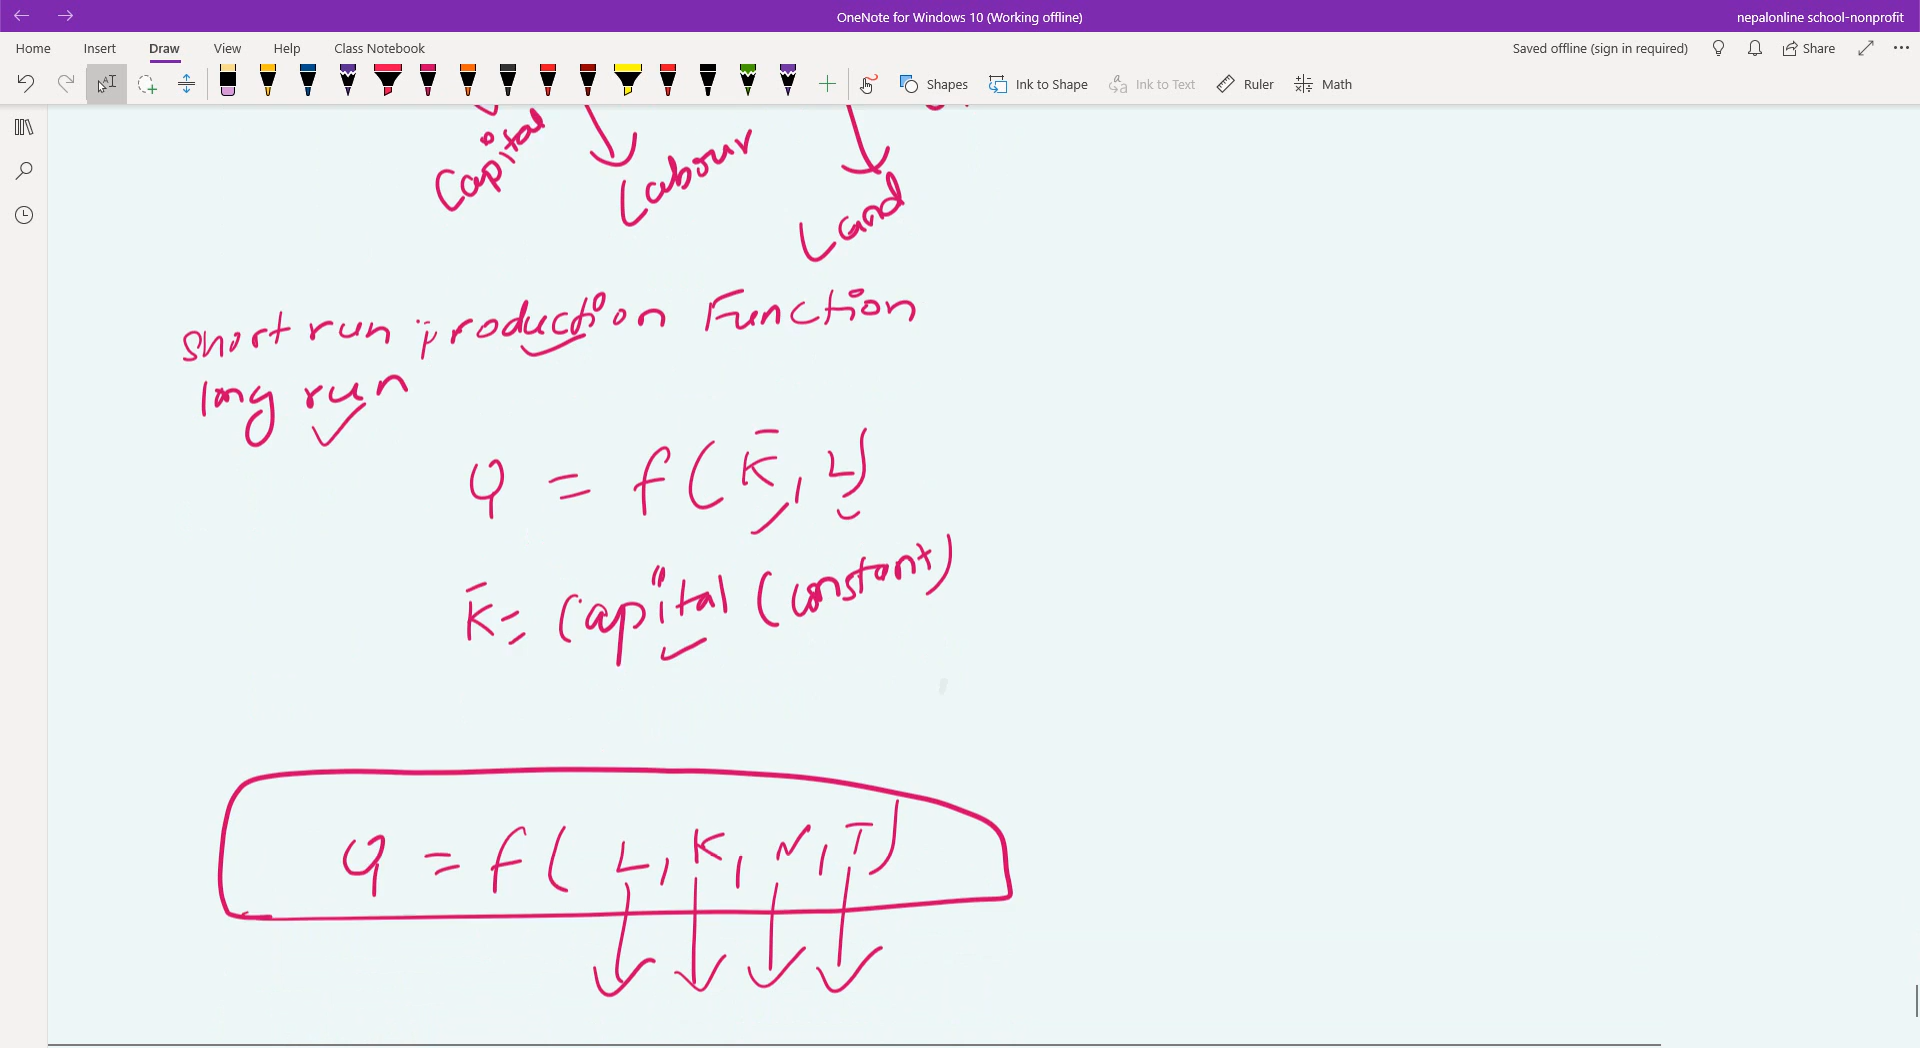 OneNote for Windows 10 (Working offline)
nepalonline school-nonprofit
Home Insert Draw View Help Class Notebook
Saved offline (sign in required) Share
Shapes Ink to Shape Ink to Text Ruler Math
Capital
Labour
Land
Short run production Function
long run
Q = f(K̄, L)
K̄ = Capital (constant)
Q = f( L, K, N, T)